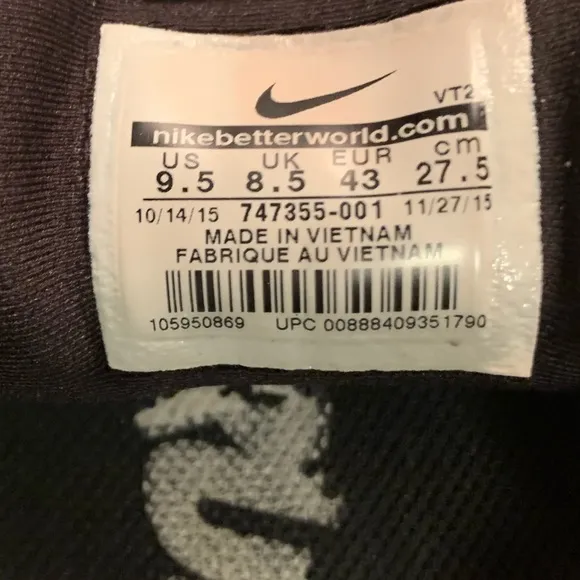 VT2
nikebetterworld.com
US UK EUR cm
9.5 8.5 43 27.5
10/14/15 747355-001 11/27/15
MADE IN VIETNAM
FABRIQUE AU VIETNAM
105950869 UPC 00888409351790